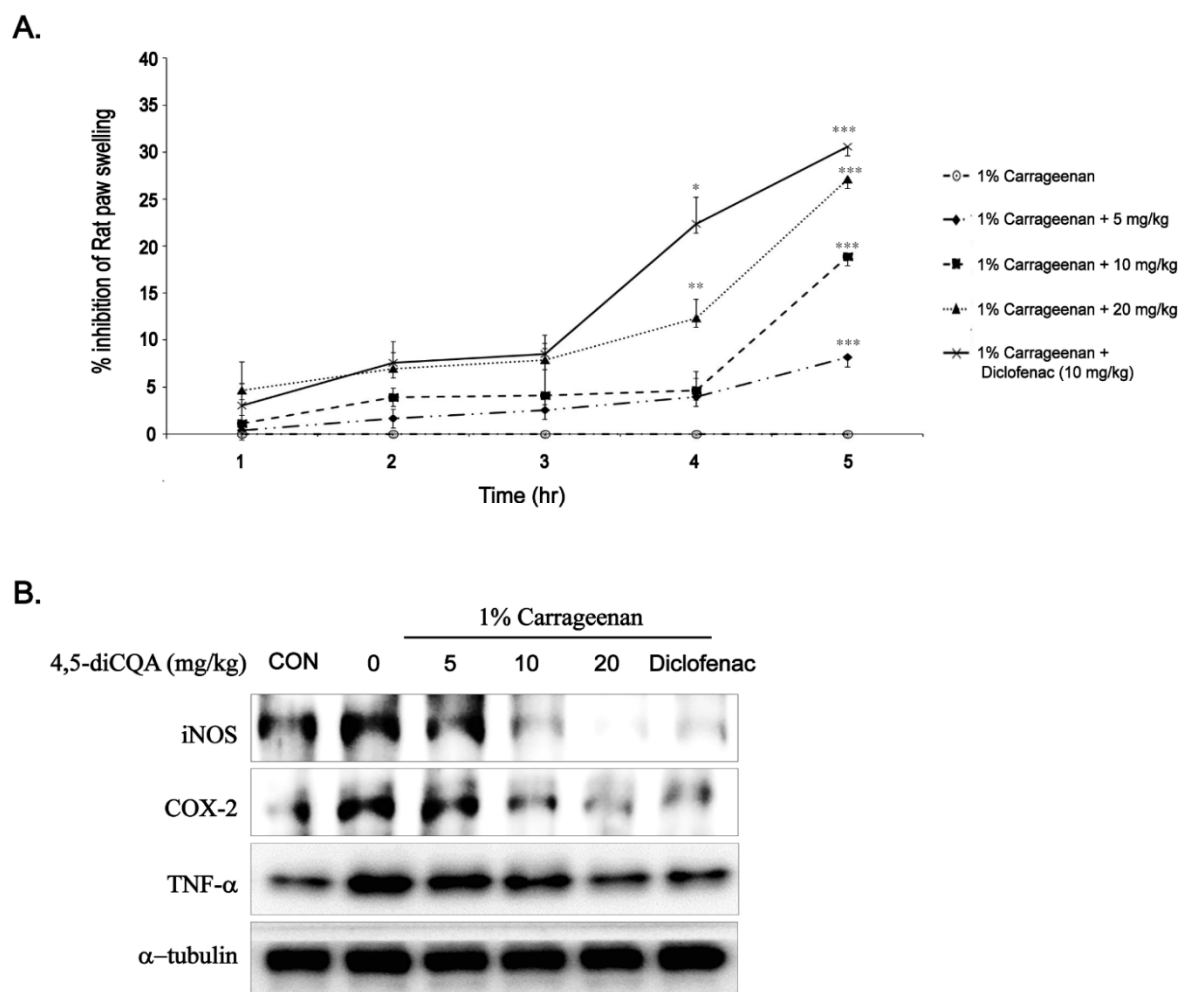 A.
40
35
30
25
20
15
10
5
0
% inhibition of Rat paw swelling
1 2 3 4 5
Time (hr)
*
**
***
***
***
***
1% Carrageenan
1% Carrageenan + 5 mg/kg
1% Carrageenan + 10 mg/kg
1% Carrageenan + 20 mg/kg
1% Carrageenan +
Diclofenac (10 mg/kg)
B.
1% Carrageenan
4,5-diCQA (mg/kg) CON 0 5 10 20 Diclofenac
iNOS
COX-2
TNF-α
α–tubulin